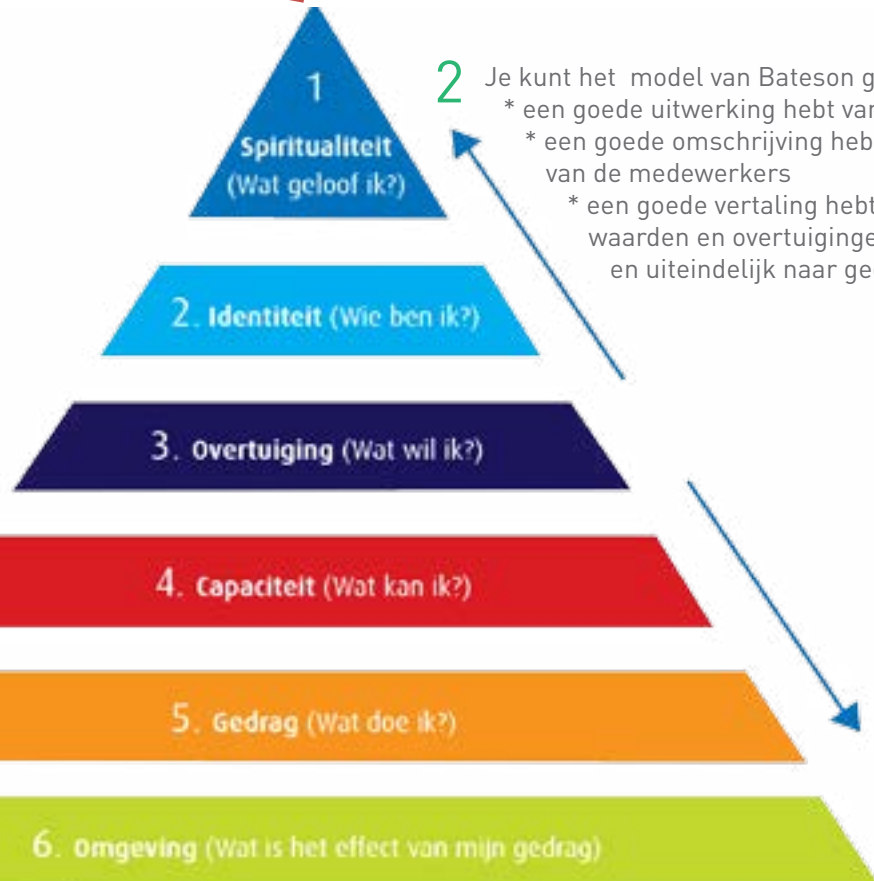 1
Spiritualiteit
(Wat geloof ik?)
2 Je kunt het model van Bateson g
* een goede uitwerking hebt van
* een goede omschrijving heb
van de medewerkers
* een goede vertaling hebt
waarden en overtuiginge
en uiteindelijk naar ge
2. Identiteit (Wie ben ik?)
3. Overtuiging (Wat wil ik?)
4. Capaciteit (Wat kan ik?)
5. Gedrag (Wat doe ik?)
6. Omgeving (Wat is het effect van mijn gedrag)